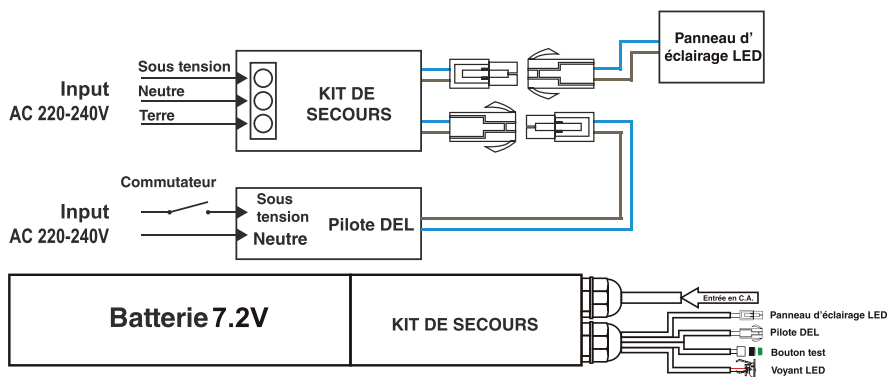 Panneau d'
éclairage LED
Sous tension
Input
Neutre
AC 220-240V
Terre
KIT DE
SECOURS
Commutateur
Input
AC 220-240V
Sous
tension
Neutre
Pilote DEL
Batterie 7.2V
KIT DE SECOURS
Entrée en C.A.
Panneau d'éclairage LED
Pilote DEL
Bouton test
Voyant LED